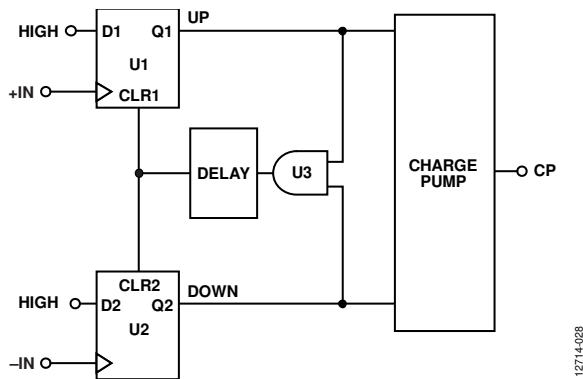 UP
HIGH
D1 Q1
U1
+IN
CLR1
DELAY
U3
CHARGE
PUMP
CP
CLR2
DOWN
HIGH
D2 Q2
U2
–IN
12714-028